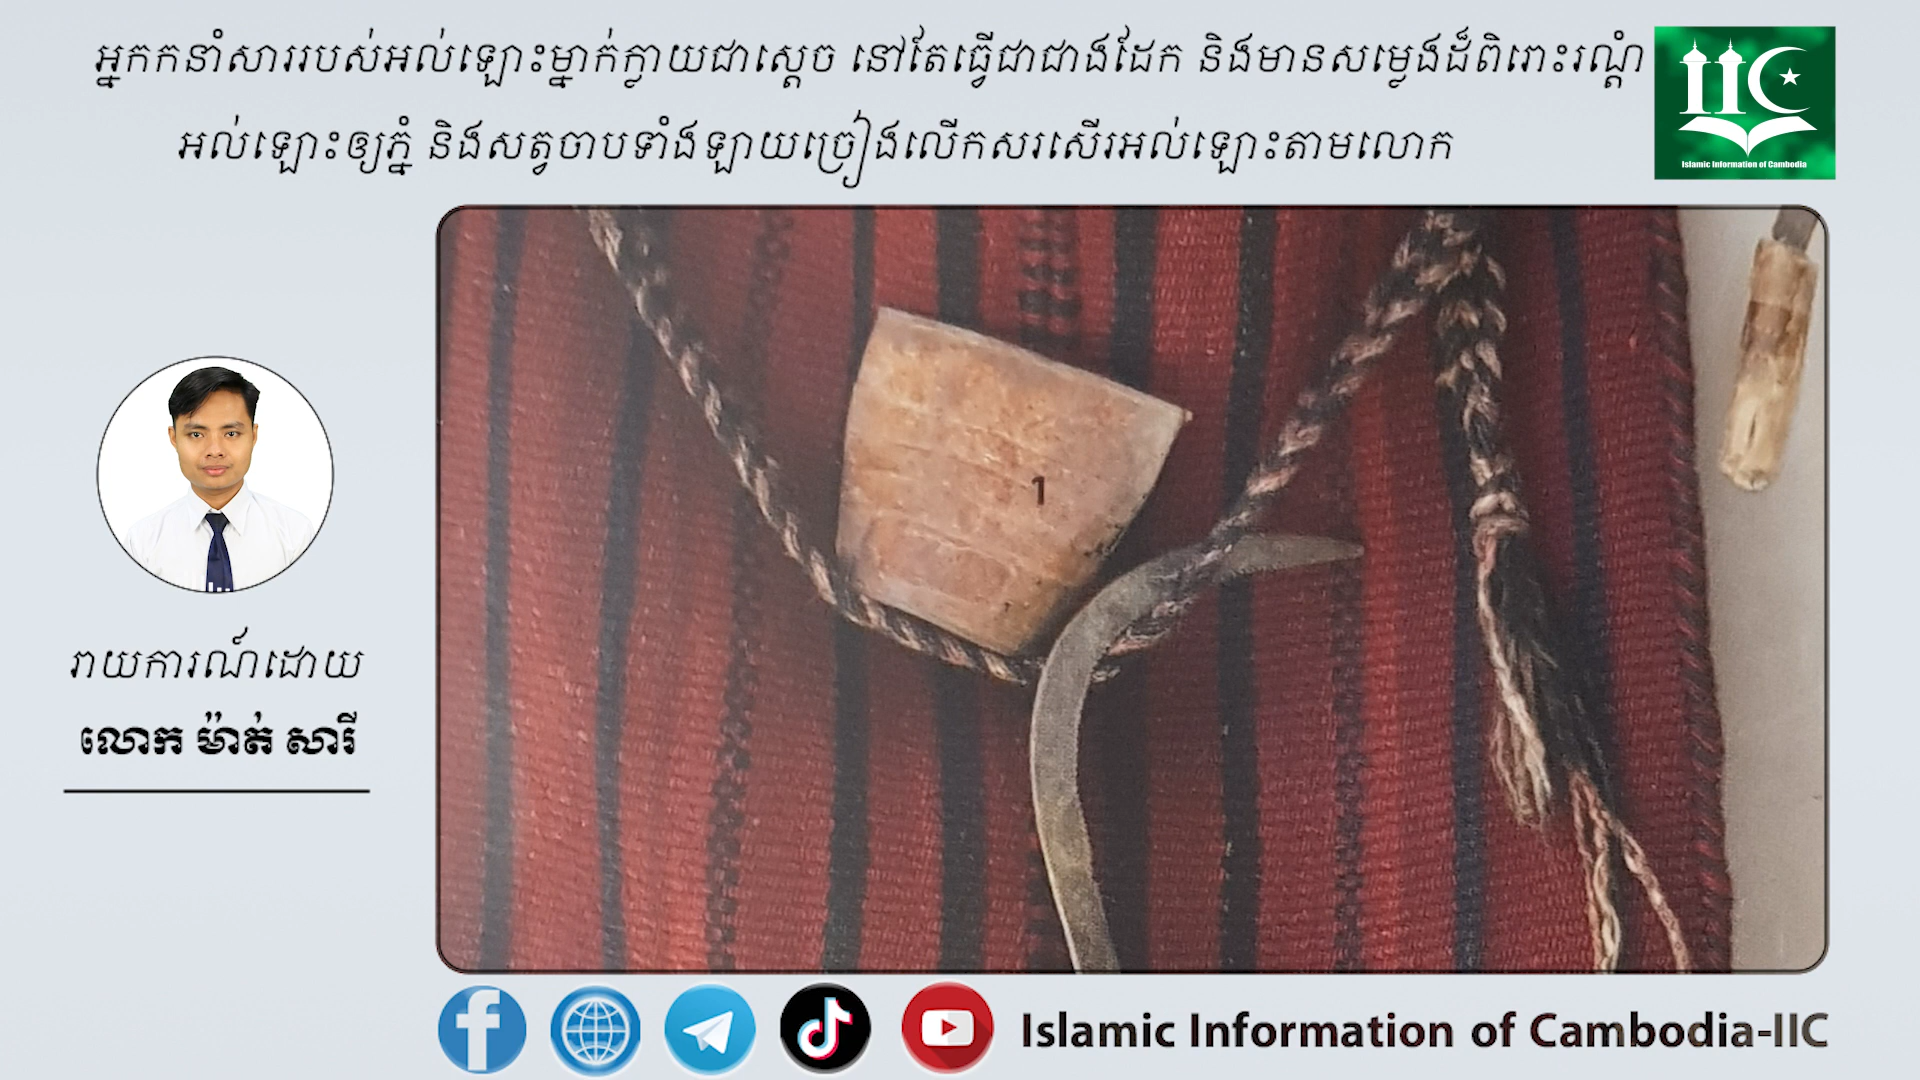 អ្នកកនាំសាររបស់អល់ឡោះម្នាក់ក្លាយជាស្តេច នៅតែធ្វើជាជាងដែក និងមានសម្លេងដ៏ពិរោះរណ្តំ
អល់ឡោះឲ្យភ្នំ និងសត្វចាបទាំងឡាយច្រៀងលើកសរសើរអល់ឡោះតាមលោក
IIC
Islamic Information of Cambodia
1
រាយការណ៍ដោយ
លោក ម៉ាត់ សារី
Islamic Information of Cambodia-IIC